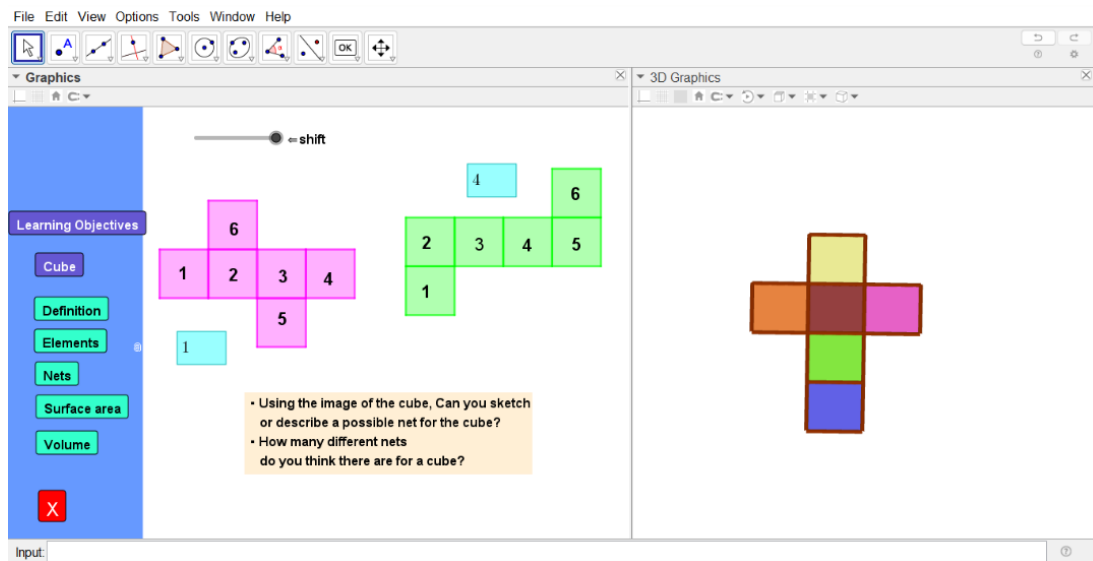 File Edit View Options Tools Window Help
A
OK
Graphics
3D Graphics
⇐ shift
Learning Objectives
Cube
Definition
Elements
Nets
Surface area
Volume
X
6
1 2 3 4
5
1
4
6
2 3 4 5
1
• Using the image of the cube, Can you sketch
or describe a possible net for the cube?
• How many different nets
do you think there are for a cube?
Input: